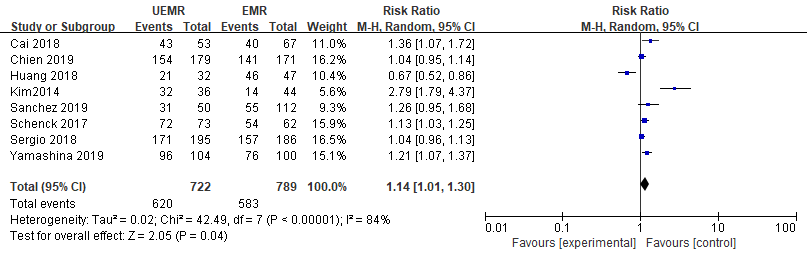 UEMR EMR Risk Ratio Risk Ratio
Study or Subgroup Events Total Events Total Weight M-H, Random, 95% CI M-H, Random, 95% CI
Cai 2018 43 53 40 67 11.0% 1.36 [1.07, 1.72]
Chien 2019 154 179 141 171 16.2% 1.04 [0.95, 1.14]
Huang 2018 21 32 46 47 10.4% 0.67 [0.52, 0.86]
Kim2014 32 36 14 44 5.6% 2.79 [1.79, 4.37]
Sanchez 2019 31 50 55 112 9.3% 1.26 [0.95, 1.68]
Schenck 2017 72 73 54 62 15.9% 1.13 [1.03, 1.25]
Sergio 2018 171 195 157 186 16.5% 1.04 [0.96, 1.13]
Yamashina 2019 96 104 76 100 15.1% 1.21 [1.07, 1.37]
Total (95% CI) 722 789 100.0% 1.14 [1.01, 1.30]
Total events 620 583
Heterogeneity: Tau² = 0.02; Chi² = 42.49, df = 7 (P < 0.00001); I² = 84%
Test for overall effect: Z = 2.05 (P = 0.04)
0.01 0.1 1 10 100
Favours [experimental] Favours [control]